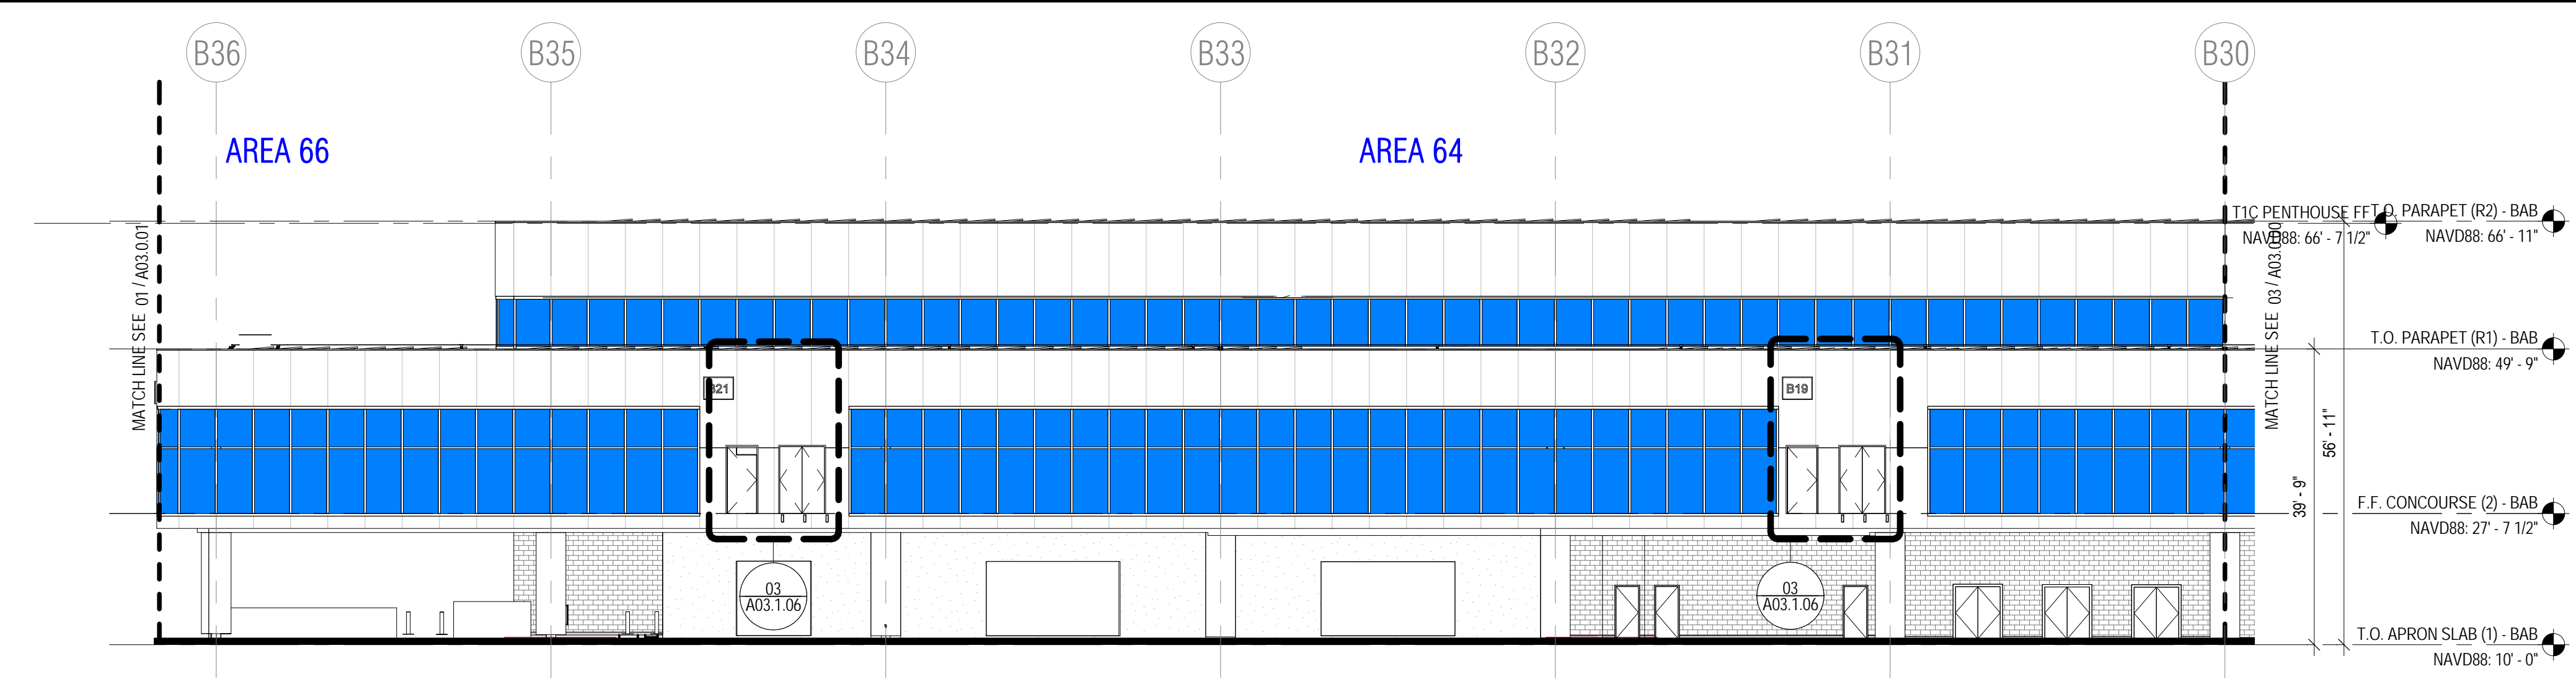 B36
B35
B34
B33
B32
B31
B30
AREA 66
AREA 64
MATCH LINE SEE 01 / A03.0.01
MATCH LINE SEE 03 / A03.0.00
T1C PENTHOUSE FF
NAVD88: 66' - 7 1/2"
T.O. PARAPET (R2) - BAB
NAVD88: 66' - 11"
T.O. PARAPET (R1) - BAB
NAVD88: 49' - 9"
B21
B19
56' - 11"
39' - 9"
F.F. CONCOURSE (2) - BAB
NAVD88: 27' - 7 1/2"
03
A03.1.06
03
A03.1.06
T.O. APRON SLAB (1) - BAB
NAVD88: 10' - 0"